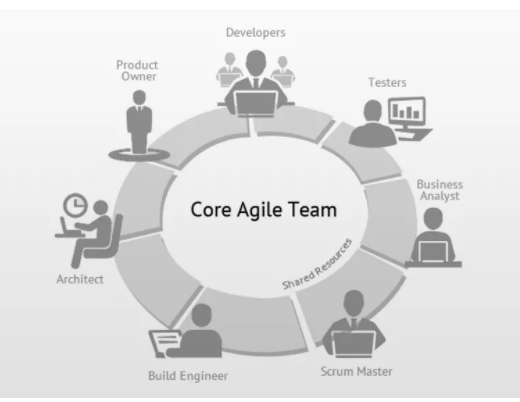 Developers
Product
Owner
Testers
Business
Analyst
Core Agile Team
Shared Resources
Architect
Build Engineer
Scrum Master